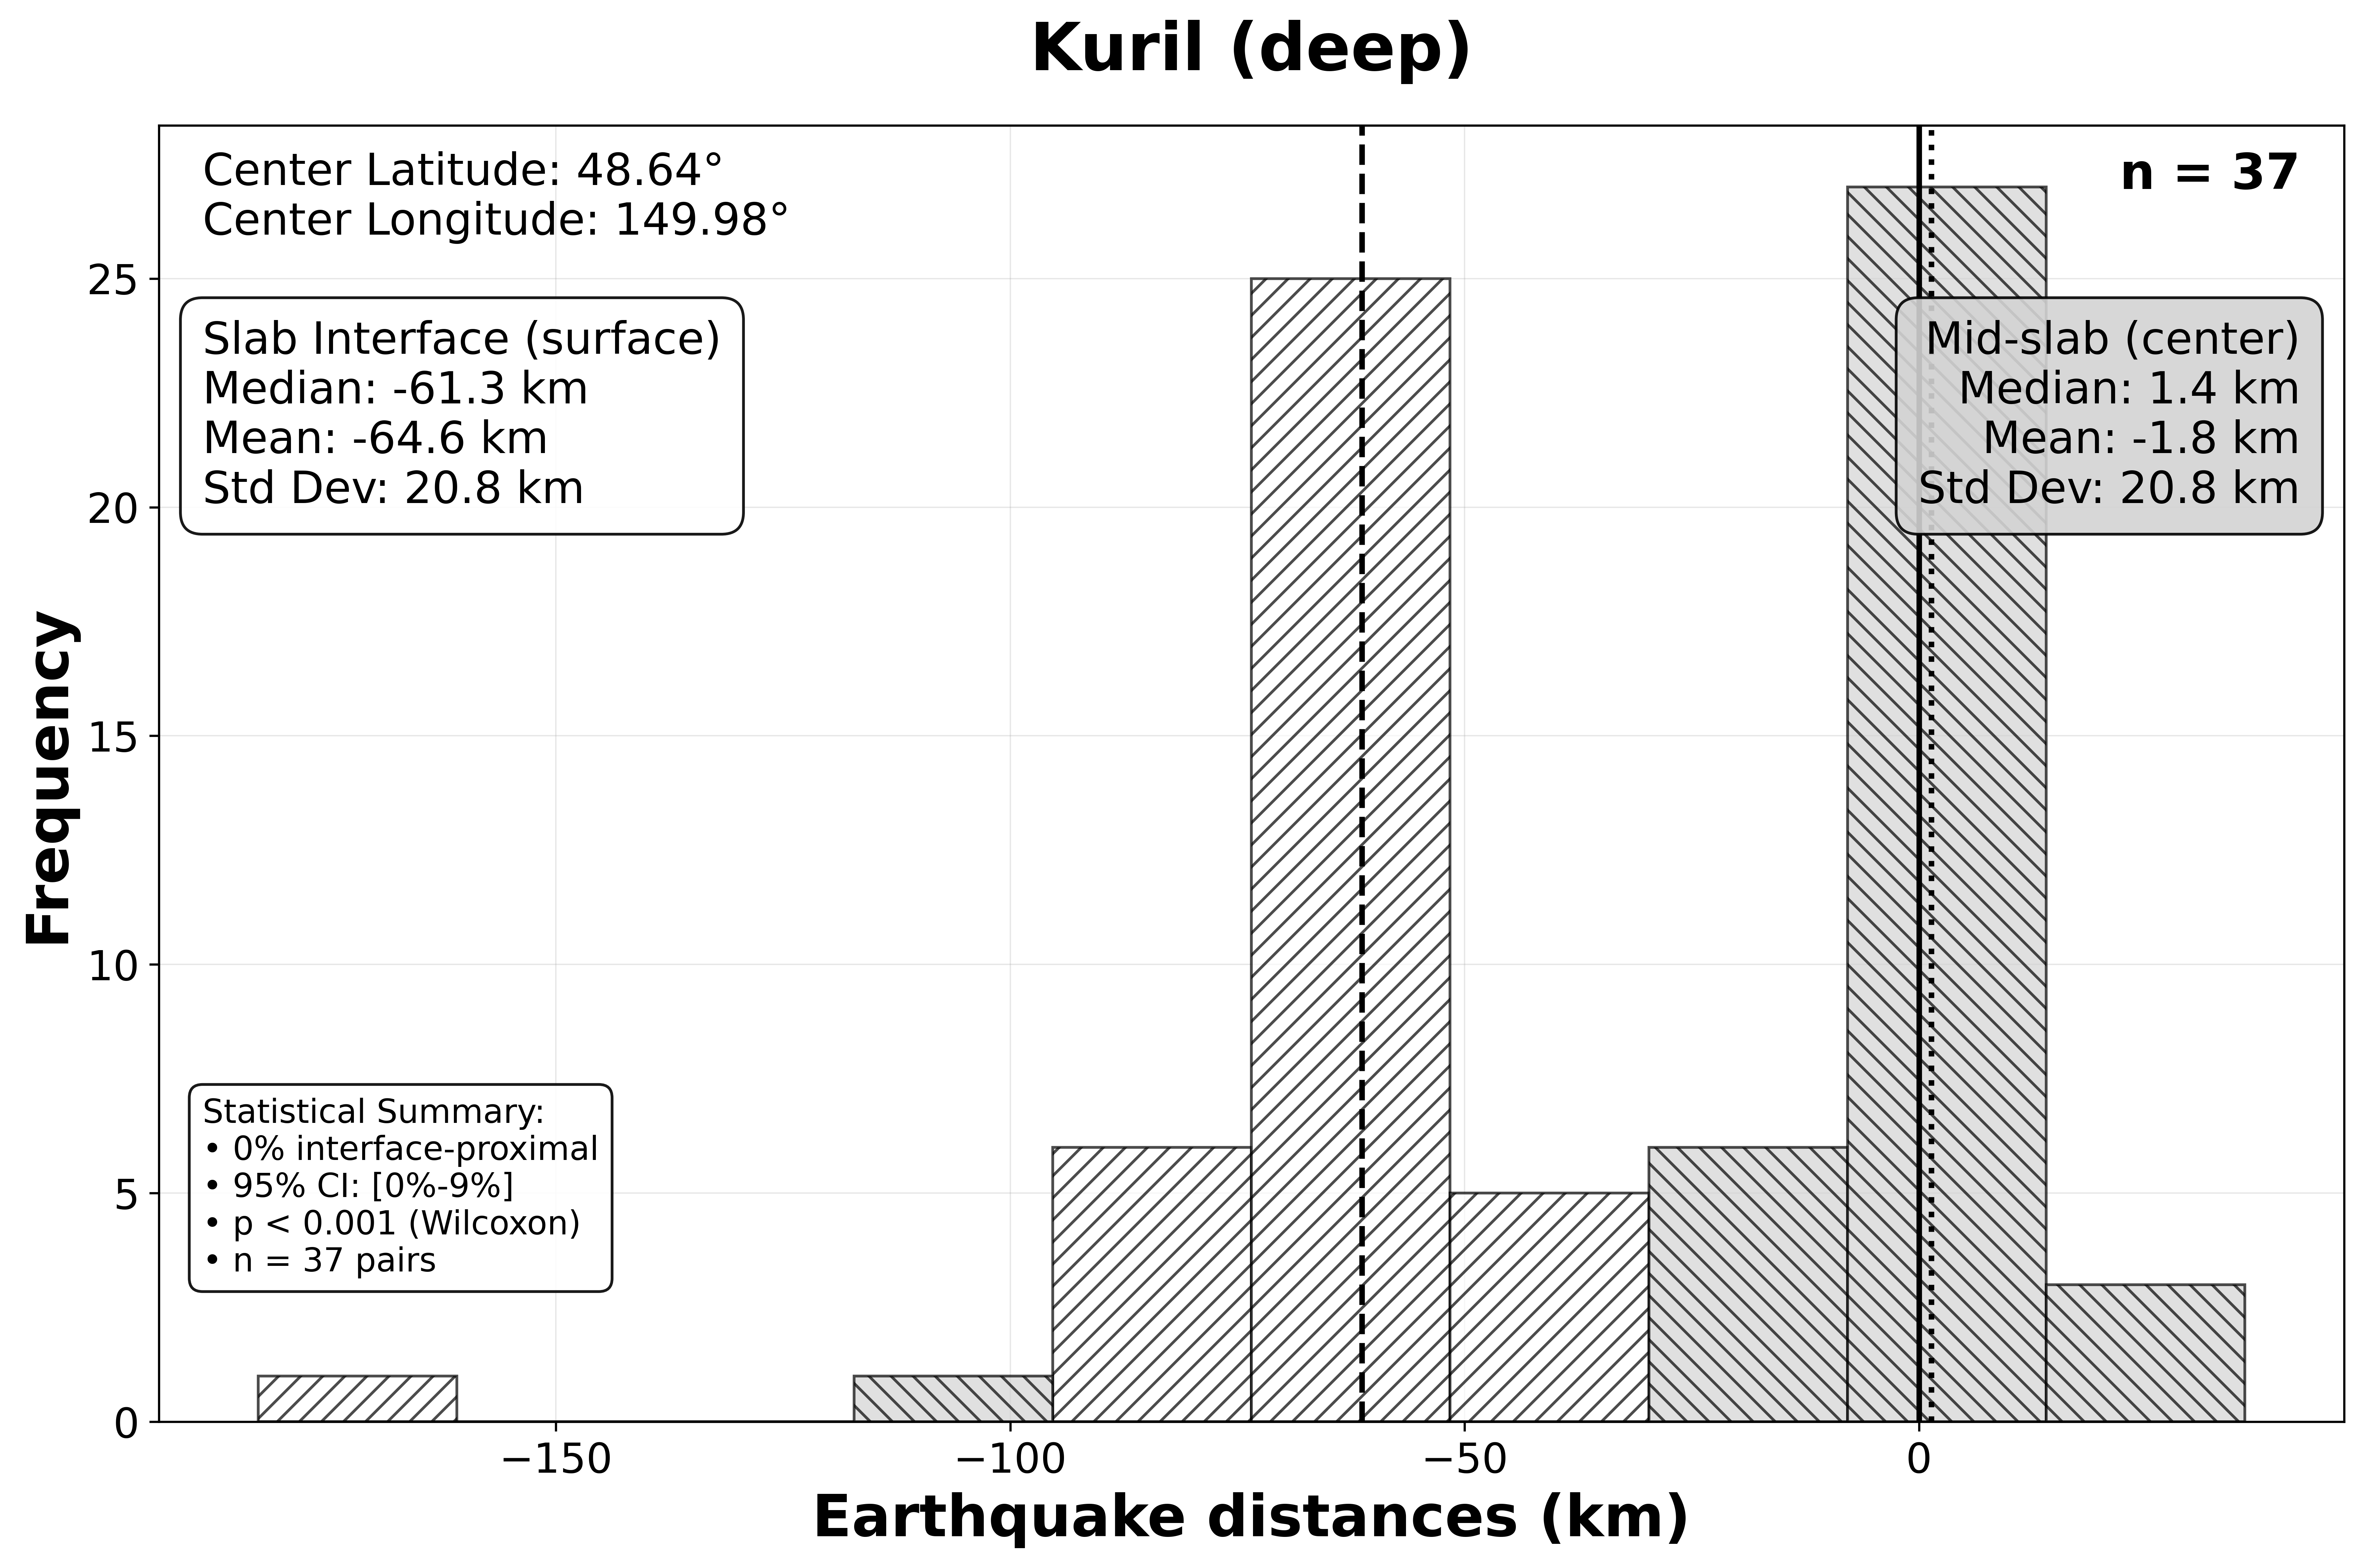 Kuril (deep)
Center Latitude: 48.64°
Center Longitude: 149.98°
n = 37
Slab Interface (surface)
Median: -61.3 km
Mean: -64.6 km
Std Dev: 20.8 km
Mid-slab (center)
Median: 1.4 km
Mean: -1.8 km
Std Dev: 20.8 km
Statistical Summary:
• 0% interface-proximal
• 95% CI: [0%-9%]
• p < 0.001 (Wilcoxon)
• n = 37 pairs
Frequency
25
20
15
10
5
0
−150
−100
−50
0
Earthquake distances (km)